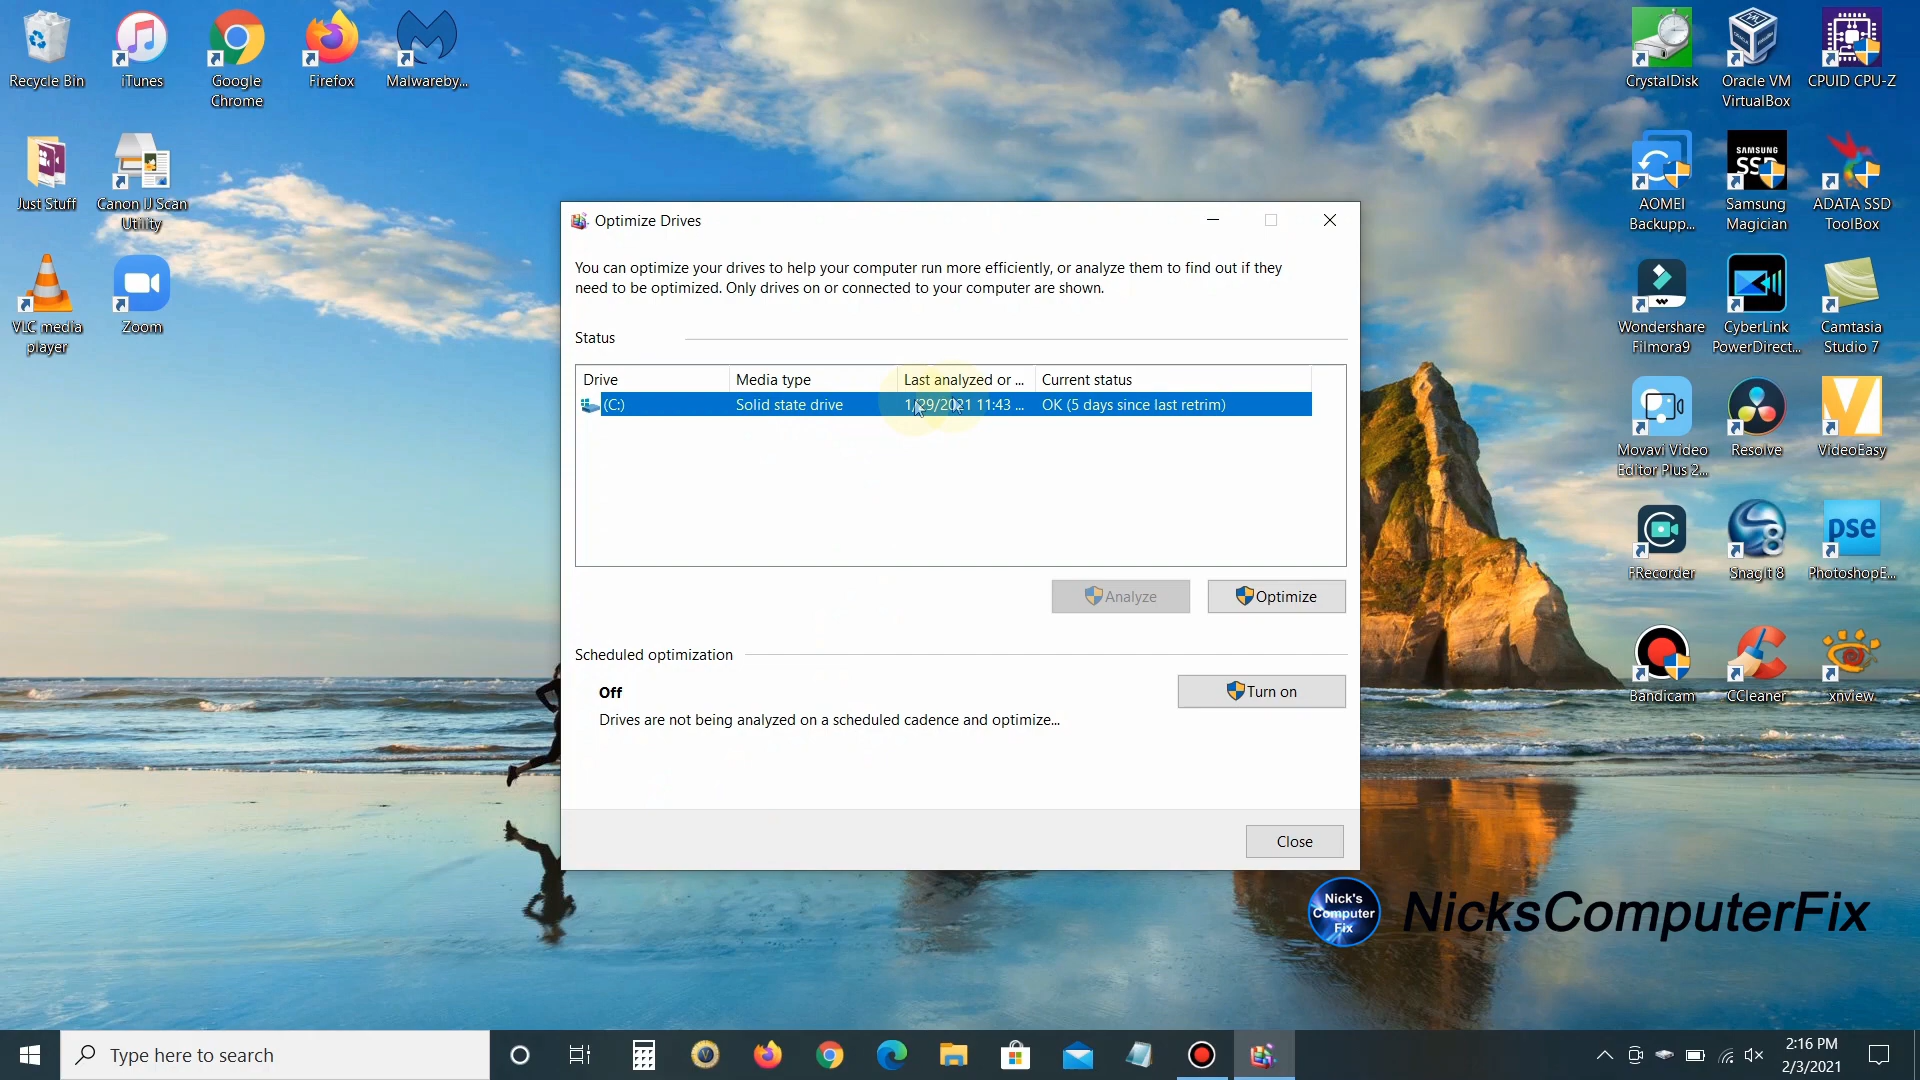 Recycle Bin
iTunes
Google
Chrome
Firefox
Malwareby...
Just Stuff
Canon IJ Scan
Utility
VLC media
player
Zoom
CrystalDisk
Oracle VM
VirtualBox
CPUID CPU-Z
AOMEI
Backupp...
SAMSUNG
SSD
Samsung
Magician
ADATA SSD
ToolBox
Wondershare
Filmora9
CyberLink
PowerDirect...
Camtasia
Studio 7
Movavi Video
Editor Plus 2...
Resolve
VideoEasy
FRecorder
SnagIt 8
pse
PhotoshopE...
Bandicam
CCleaner
xnview
Optimize Drives
You can optimize your drives to help your computer run more efficiently, or analyze them to find out if they
need to be optimized. Only drives on or connected to your computer are shown.
Status
Drive Media type Last analyzed or ... Current status
(C:) Solid state drive 1/29/2021 11:43 ... OK (5 days since last retrim)
Analyze Optimize
Scheduled optimization
Off
Turn on
Drives are not being analyzed on a scheduled cadence and optimize...
Close
Nick's
Computer
Fix
NicksComputerFix
Type here to search
2:16 PM
2/3/2021